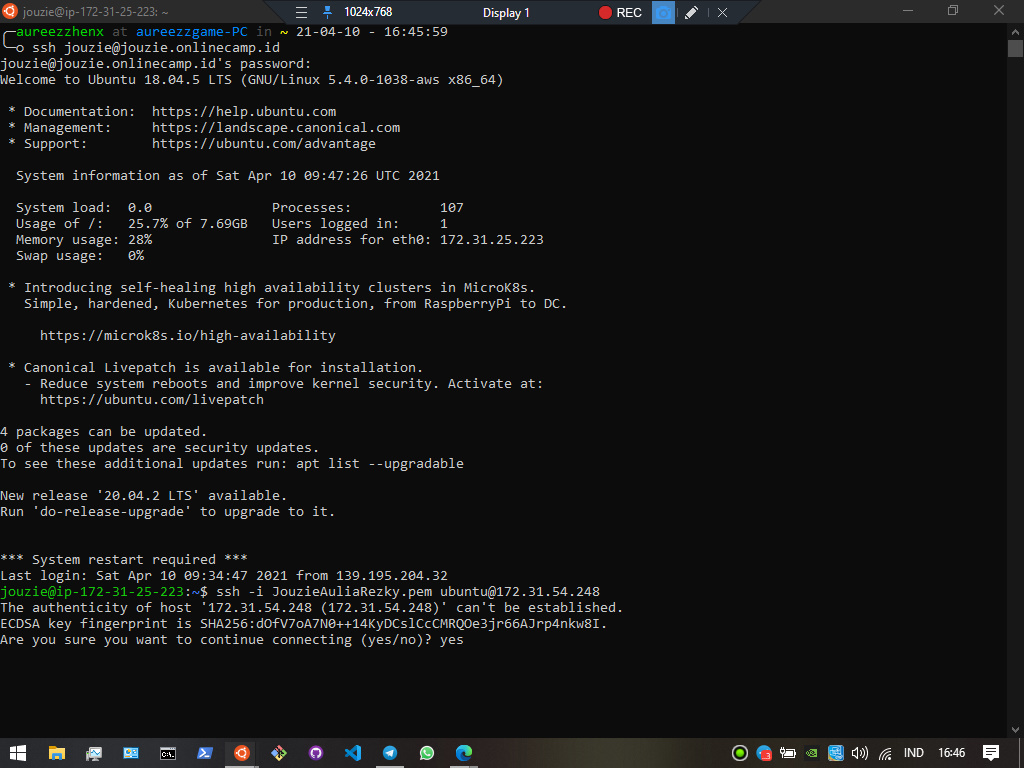 jouzie@ip-172-31-25-223: ~
1024x768
Display 1
REC
aureezzhenx at aureezzgame-PC in ~ 21-04-10 - 16:45:59
o ssh jouzie@jouzie.onlinecamp.id
jouzie@jouzie.onlinecamp.id's password:
Welcome to Ubuntu 18.04.5 LTS (GNU/Linux 5.4.0-1038-aws x86_64)
* Documentation:  https://help.ubuntu.com
* Management:     https://landscape.canonical.com
* Support:        https://ubuntu.com/advantage
System information as of Sat Apr 10 09:47:26 UTC 2021
System load:  0.0               Processes:           107
Usage of /:   25.7% of 7.69GB   Users logged in:     1
Memory usage: 28%               IP address for eth0: 172.31.25.223
Swap usage:   0%
* Introducing self-healing high availability clusters in MicroK8s.
Simple, hardened, Kubernetes for production, from RaspberryPi to DC.
https://microk8s.io/high-availability
* Canonical Livepatch is available for installation.
- Reduce system reboots and improve kernel security. Activate at:
https://ubuntu.com/livepatch
4 packages can be updated.
0 of these updates are security updates.
To see these additional updates run: apt list --upgradable
New release '20.04.2 LTS' available.
Run 'do-release-upgrade' to upgrade to it.
*** System restart required ***
Last login: Sat Apr 10 09:34:47 2021 from 139.195.204.32
jouzie@ip-172-31-25-223:~$ ssh -i JouzieAuliaRezky.pem ubuntu@172.31.54.248
The authenticity of host '172.31.54.248 (172.31.54.248)' can't be established.
ECDSA key fingerprint is SHA256:dOfV7oA7N0++14KyDCslCcCMRQOe3jr66AJrp4nkw8I.
Are you sure you want to continue connecting (yes/no)? yes
IND
16:46